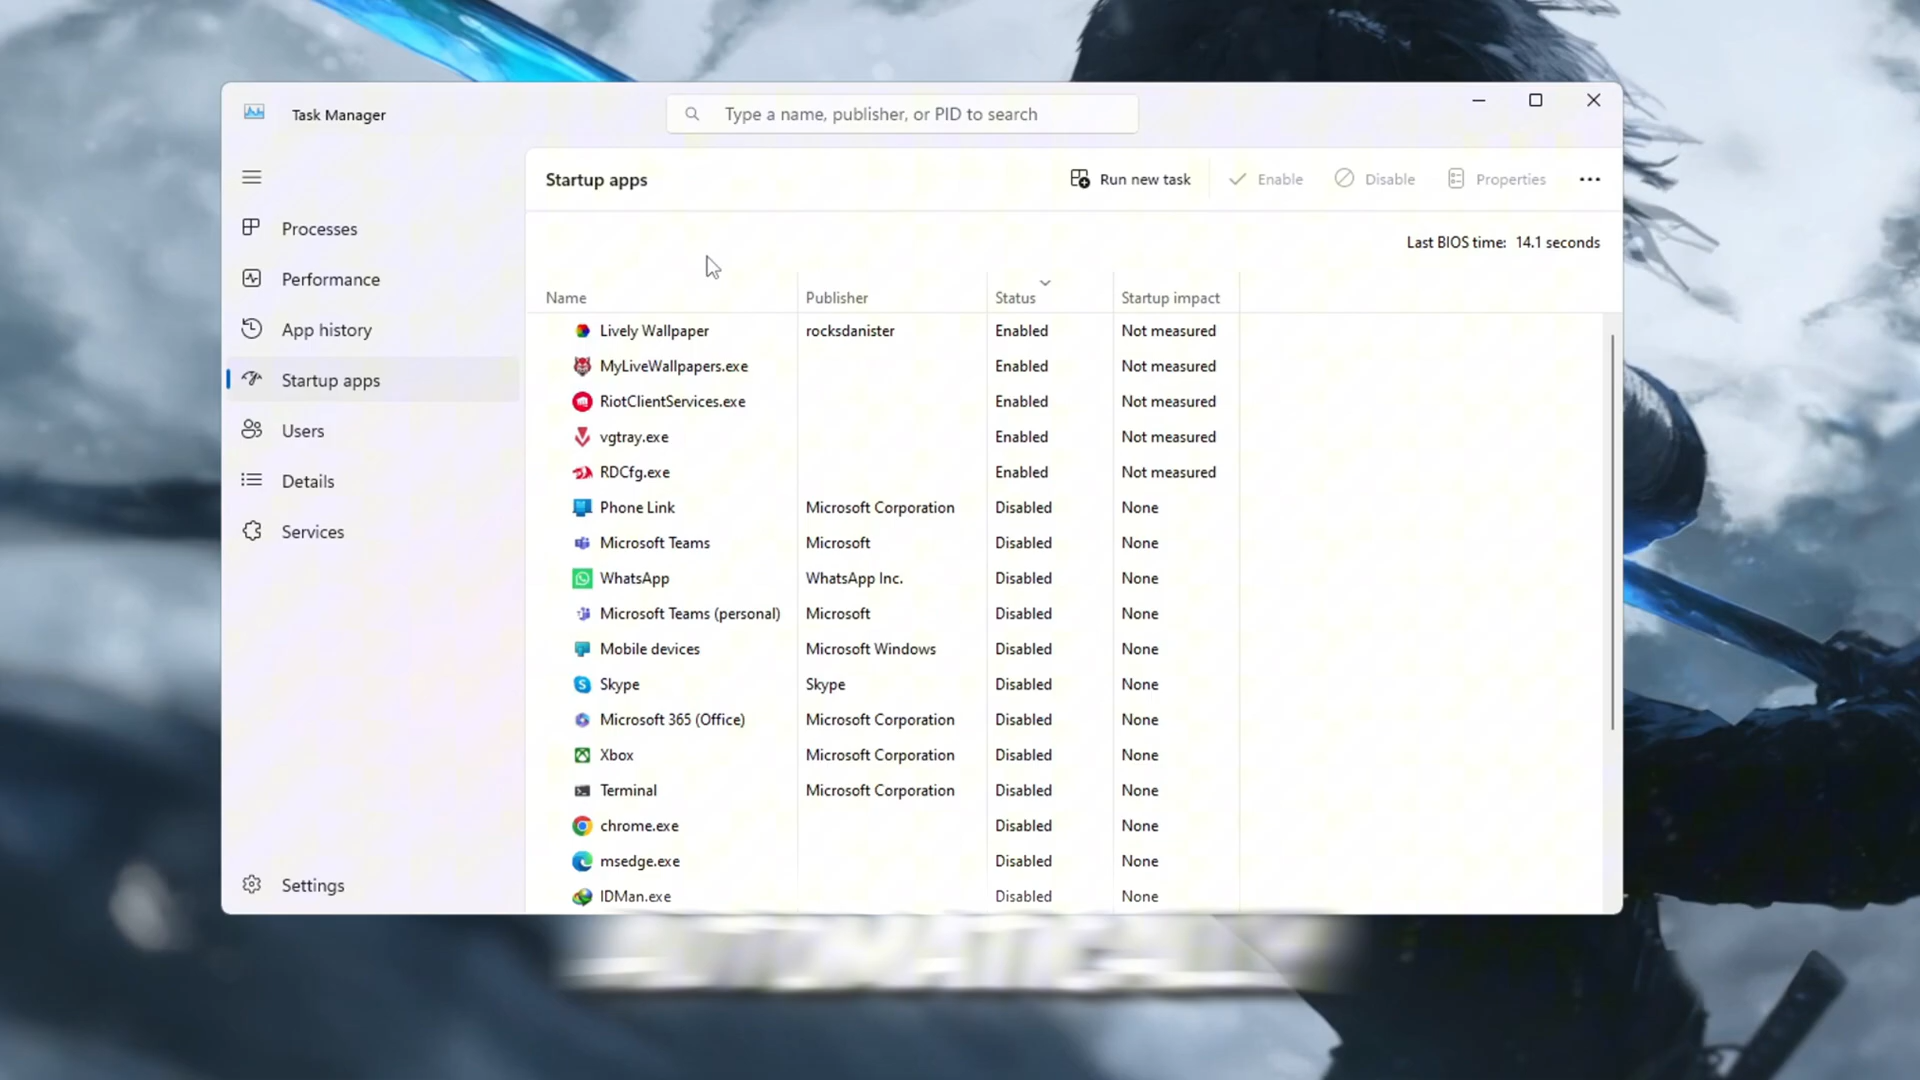 Task Manager
Type a name, publisher, or PID to search
Startup apps
Run new task
Enable
Disable
Properties
Last BIOS time: 14.1 seconds
Processes
Performance
App history
Startup apps
Users
Details
Services
Settings
Name Publisher Status Startup impact
Lively Wallpaper rocksdanister Enabled Not measured
MyLiveWallpapers.exe Enabled Not measured
RiotClientServices.exe Enabled Not measured
vgtray.exe Enabled Not measured
RDCfg.exe Enabled Not measured
Phone Link Microsoft Corporation Disabled None
Microsoft Teams Microsoft Disabled None
WhatsApp WhatsApp Inc. Disabled None
Microsoft Teams (personal) Microsoft Disabled None
Mobile devices Microsoft Windows Disabled None
Skype Skype Disabled None
Microsoft 365 (Office) Microsoft Corporation Disabled None
Xbox Microsoft Corporation Disabled None
Terminal Microsoft Corporation Disabled None
chrome.exe Disabled None
msedge.exe Disabled None
IDMan.exe Disabled None